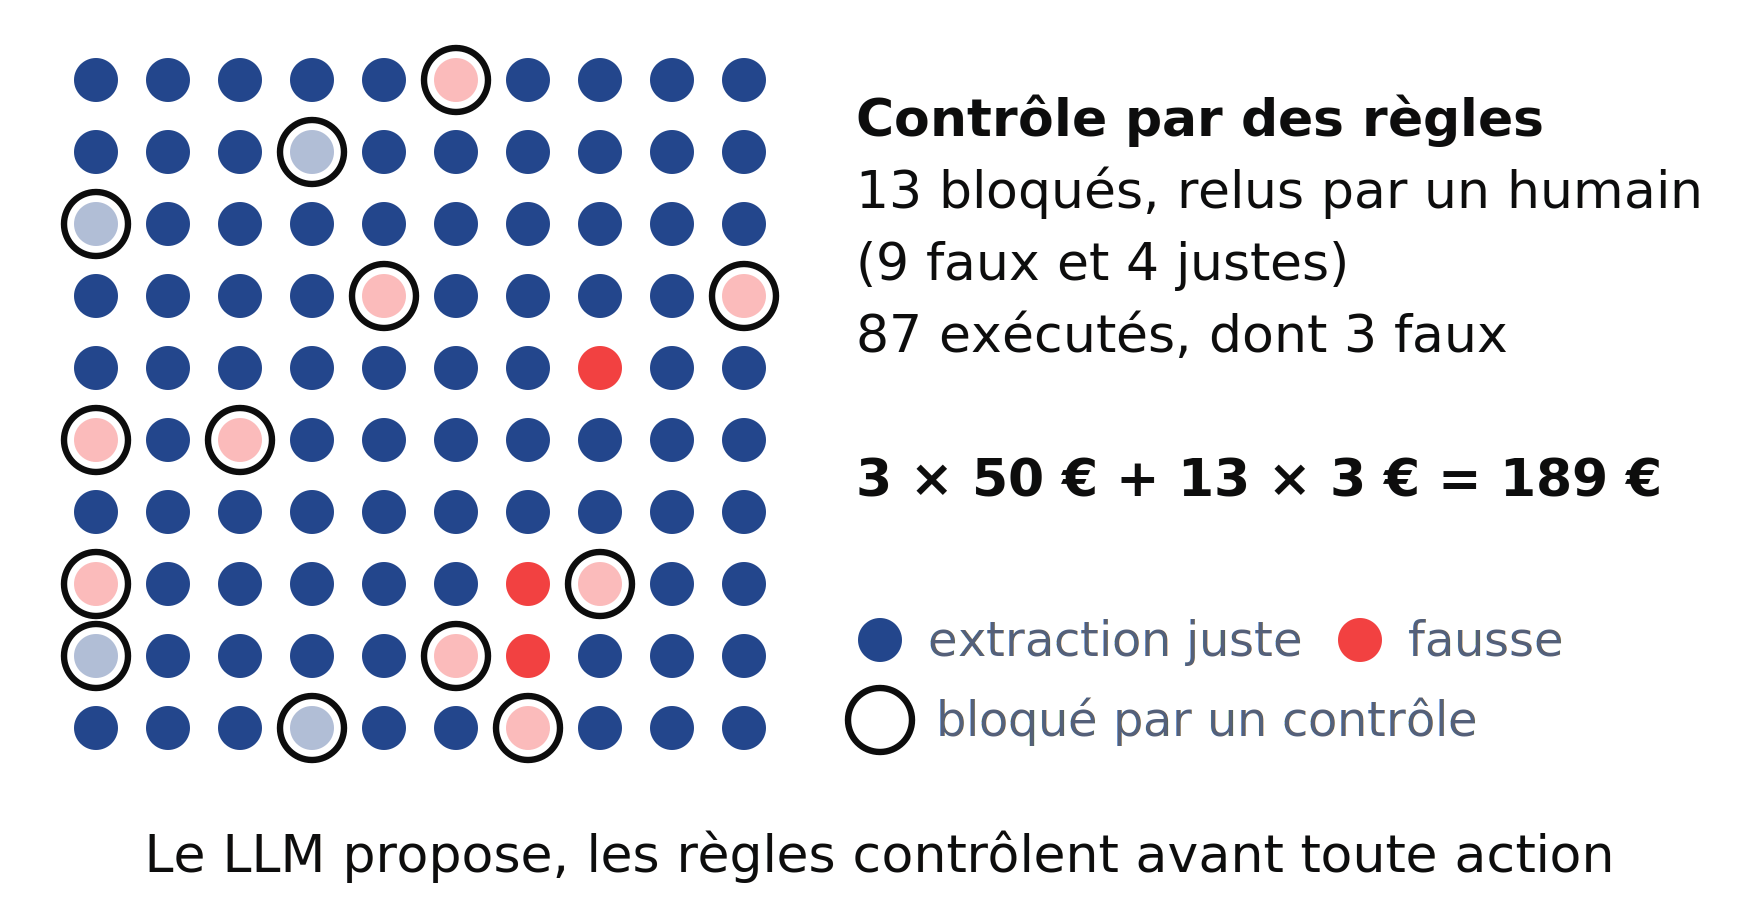 Contrôle par des règles
13 bloqués, relus par un humain
(9 faux et 4 justes)
87 exécutés, dont 3 faux
3 × 50 € + 13 × 3 € = 189 €
extraction juste fausse
bloqué par un contrôle
Le LLM propose, les règles contrôlent avant toute action